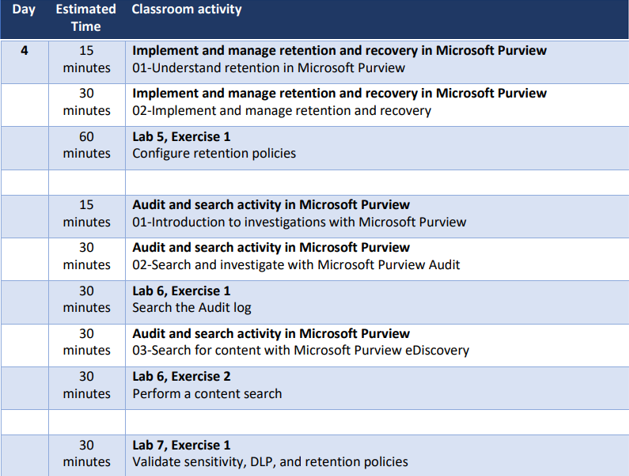 Day Estimated Time Classroom activity
4 15 minutes Implement and manage retention and recovery in Microsoft Purview
01-Understand retention in Microsoft Purview
30 minutes Implement and manage retention and recovery in Microsoft Purview
02-Implement and manage retention and recovery
60 minutes Lab 5, Exercise 1
Configure retention policies
15 minutes Audit and search activity in Microsoft Purview
01-Introduction to investigations with Microsoft Purview
30 minutes Audit and search activity in Microsoft Purview
02-Search and investigate with Microsoft Purview Audit
30 minutes Lab 6, Exercise 1
Search the Audit log
30 minutes Audit and search activity in Microsoft Purview
03-Search for content with Microsoft Purview eDiscovery
30 minutes Lab 6, Exercise 2
Perform a content search
30 minutes Lab 7, Exercise 1
Validate sensitivity, DLP, and retention policies